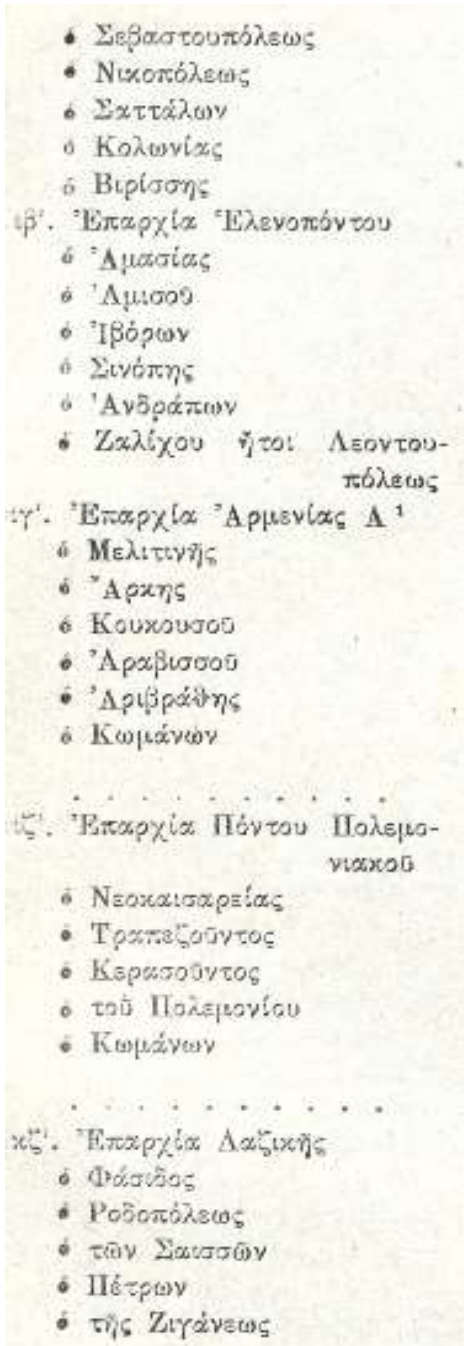 ὁ Σεβαστουπόλεως
ὁ Νικοπόλεως
ὁ Σαττάλων
ὁ Κολωνίας
ὁ Βιρίσσης
ιβ'. Ἐπαρχία Ἑλενοπόντου
ὁ Ἀμασίας
ὁ Ἀμισοῦ
ὁ Ἰβόρων
ὁ Σινόπης
ὁ Ἀνδράπων
ὁ Ζαλίχου ἤτοι Λεοντου-
πόλεως
ιγ'. Ἐπαρχία Ἀρμενίας Α¹
ὁ Μελιτινῆς
ὁ Ἄρκης
ὁ Κουκουσοῦ
ὁ Ἀραβισσοῦ
ὁ Ἀριβράθης
ὁ Κωμάνων
. . . . . . . . . .
ιζ'. Ἐπαρχία Πόντου Πολεμο-
νιακοῦ
ὁ Νεοκαισαρείας
ὁ Τραπεζοῦντος
ὁ Κερασοῦντος
ὁ τοῦ Πολεμονίου
ὁ Κωμάνων
. . . . . . . . . .
κζ'. Ἐπαρχία Λαζικῆς
ὁ Φάσιδος
ὁ Ροδοπόλεως
ὁ τῶν Σαισσῶν
ὁ Πέτρων
ὁ τῆς Ζιγάνεως